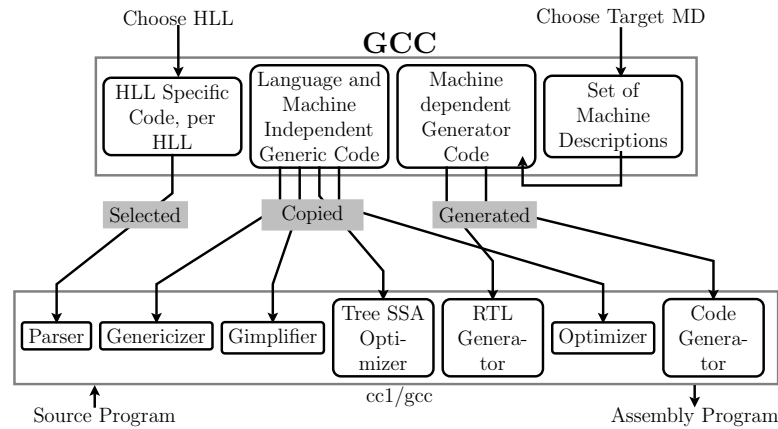 Choose HLL
Choose Target MD
GCC
HLL Specific
Code, per
HLL
Language and
Machine
Independent
Generic Code
Machine
dependent
Generator
Code
Set of
Machine
Descriptions
Selected
Copied
Generated
Parser
Genericizer
Gimplifier
Tree SSA
Opti-
mizer
RTL
Genera-
tor
Optimizer
Code
Genera-
tor
cc1/gcc
Source Program
Assembly Program